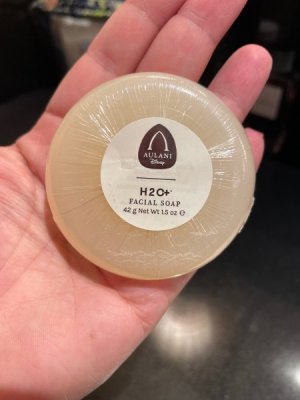 AULANI
Disney
H2O+
FACIAL SOAP
42 g Net Wt 1.5 oz ℮